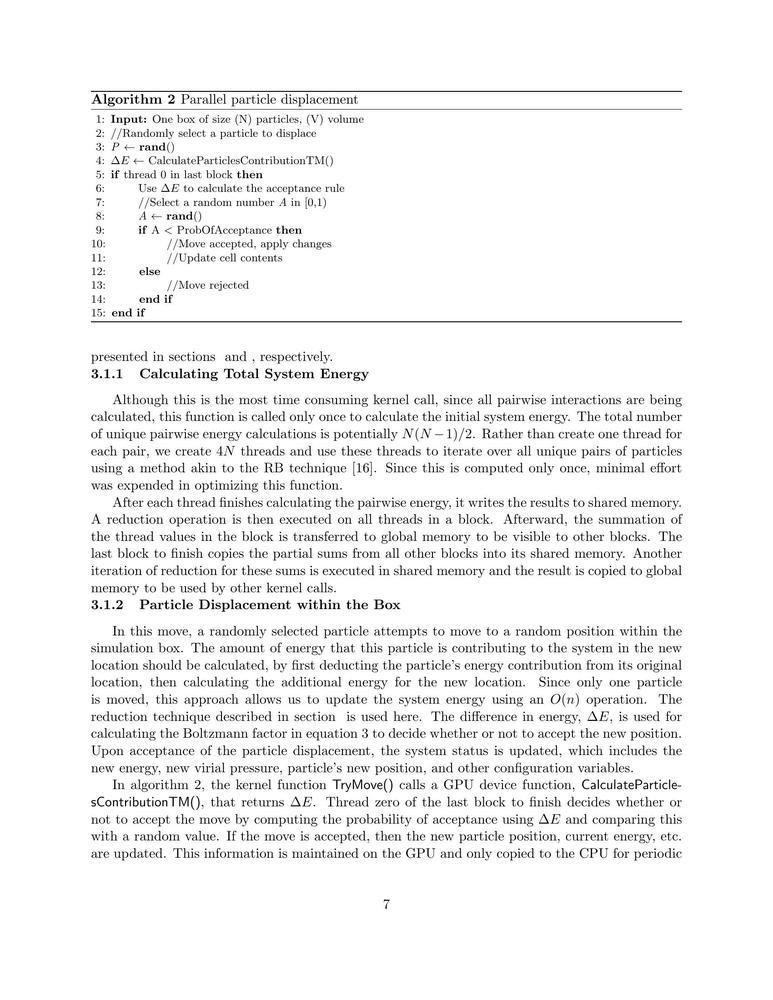 Algorithm 2 Parallel particle displacement
1: Input: One box of size (N) particles, (V) volume
2: //Randomly select a particle to displace
3: P ← rand()
4: ΔE ← CalculateParticlesContributionTM()
5: if thread 0 in last block then
6: Use ΔE to calculate the acceptance rule
7: //Select a random number A in [0,1)
8: A ← rand()
9: if A < ProbOfAcceptance then
10: //Move accepted, apply changes
11: //Update cell contents
12: else
13: //Move rejected
14: end if
15: end if
presented in sections and , respectively.
3.1.1 Calculating Total System Energy
Although this is the most time consuming kernel call, since all pairwise interactions are being
calculated, this function is called only once to calculate the initial system energy. The total number
of unique pairwise energy calculations is potentially N(N−1)/2. Rather than create one thread for
each pair, we create 4N threads and use these threads to iterate over all unique pairs of particles
using a method akin to the RB technique [16]. Since this is computed only once, minimal effort
was expended in optimizing this function.
After each thread finishes calculating the pairwise energy, it writes the results to shared memory.
A reduction operation is then executed on all threads in a block. Afterward, the summation of
the thread values in the block is transferred to global memory to be visible to other blocks. The
last block to finish copies the partial sums from all other blocks into its shared memory. Another
iteration of reduction for these sums is executed in shared memory and the result is copied to global
memory to be used by other kernel calls.
3.1.2 Particle Displacement within the Box
In this move, a randomly selected particle attempts to move to a random position within the
simulation box. The amount of energy that this particle is contributing to the system in the new
location should be calculated, by first deducting the particle's energy contribution from its original
location, then calculating the additional energy for the new location. Since only one particle
is moved, this approach allows us to update the system energy using an O(n) operation. The
reduction technique described in section is used here. The difference in energy, ΔE, is used for
calculating the Boltzmann factor in equation 3 to decide whether or not to accept the new position.
Upon acceptance of the particle displacement, the system status is updated, which includes the
new energy, new virial pressure, particle's new position, and other configuration variables.
In algorithm 2, the kernel function TryMove() calls a GPU device function, CalculateParticle-
sContributionTM(), that returns ΔE. Thread zero of the last block to finish decides whether or
not to accept the move by computing the probability of acceptance using ΔE and comparing this
with a random value. If the move is accepted, then the new particle position, current energy, etc.
are updated. This information is maintained on the GPU and only copied to the CPU for periodic
7